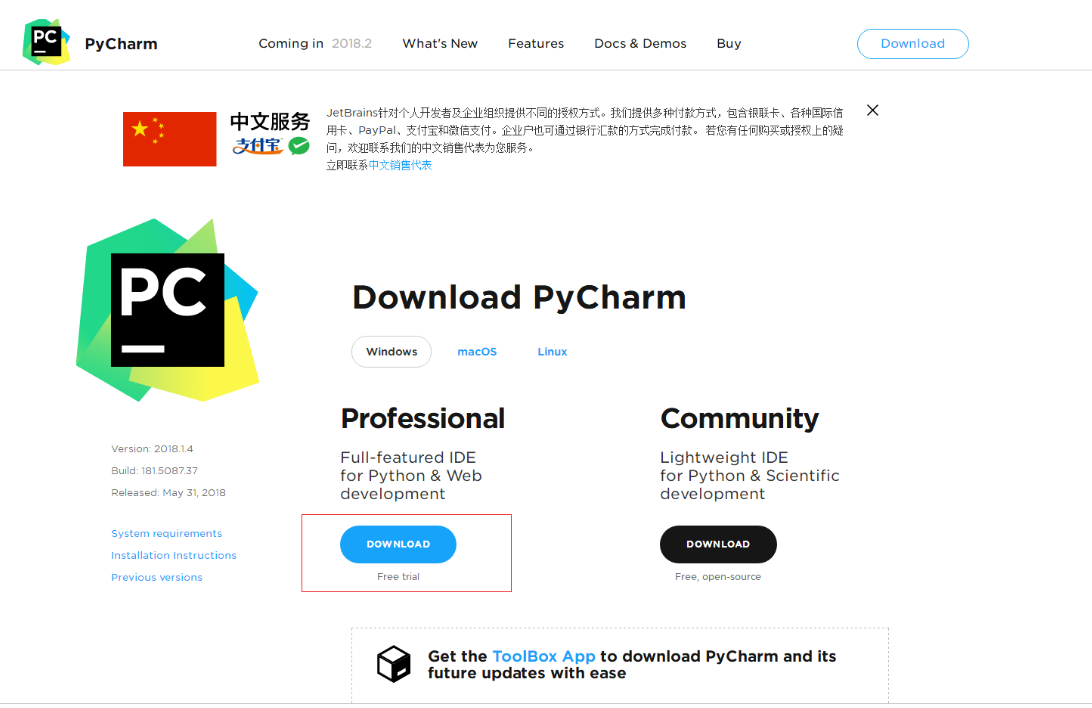 PC
PyCharm
Coming in 2018.2
What's New
Features
Docs & Demos
Buy
Download
中文服务
支付宝
JetBrains针对个人开发者及企业组织提供不同的授权方式。我们提供多种付款方式，包含银联卡、各种国际信
用卡、PayPal、支付宝和微信支付。企业户也可通过银行汇款的方式完成付款。 若您有任何购买或授权上的疑
问，欢迎联系我们的中文销售代表为您服务。
立即联系中文销售代表
PC
Version: 2018.1.4
Build: 181.5087.37
Released: May 31, 2018
System requirements
Installation Instructions
Previous versions
Download PyCharm
Windows
macOS
Linux
Professional
Full-featured IDE
for Python & Web
development
DOWNLOAD
Free trial
Community
Lightweight IDE
for Python & Scientific
development
DOWNLOAD
Free, open-source
Get the ToolBox App to download PyCharm and its
future updates with ease